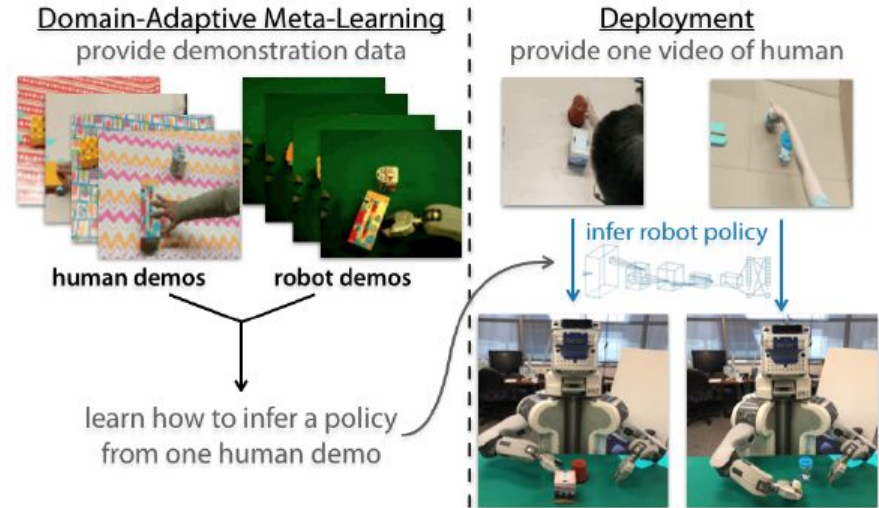 Domain-Adaptive Meta-Learning
provide demonstration data
human demos
robot demos
learn how to infer a policy
from one human demo
Deployment
provide one video of human
infer robot policy